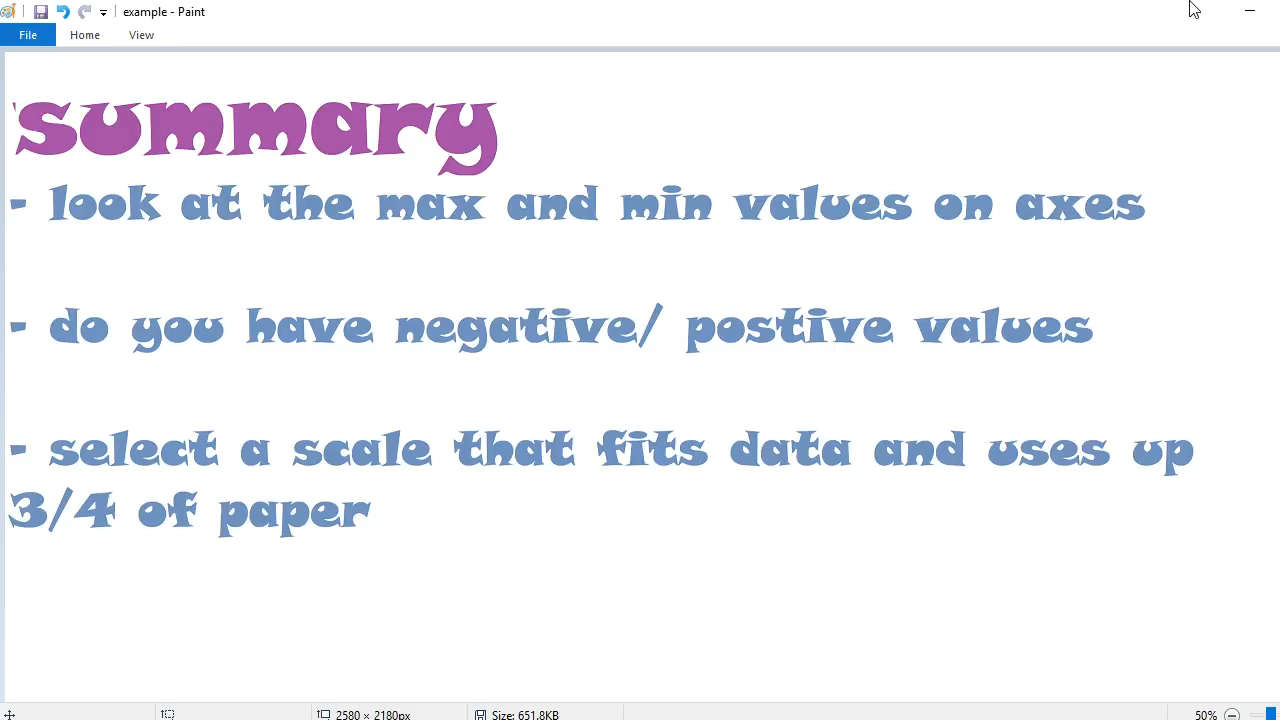 example - Paint
File Home View
summary
- look at the max and min values on axes
- do you have negative/ postive values
- select a scale that fits data and uses up
3/4 of paper
2580 × 2180px Size: 651.8KB 50%